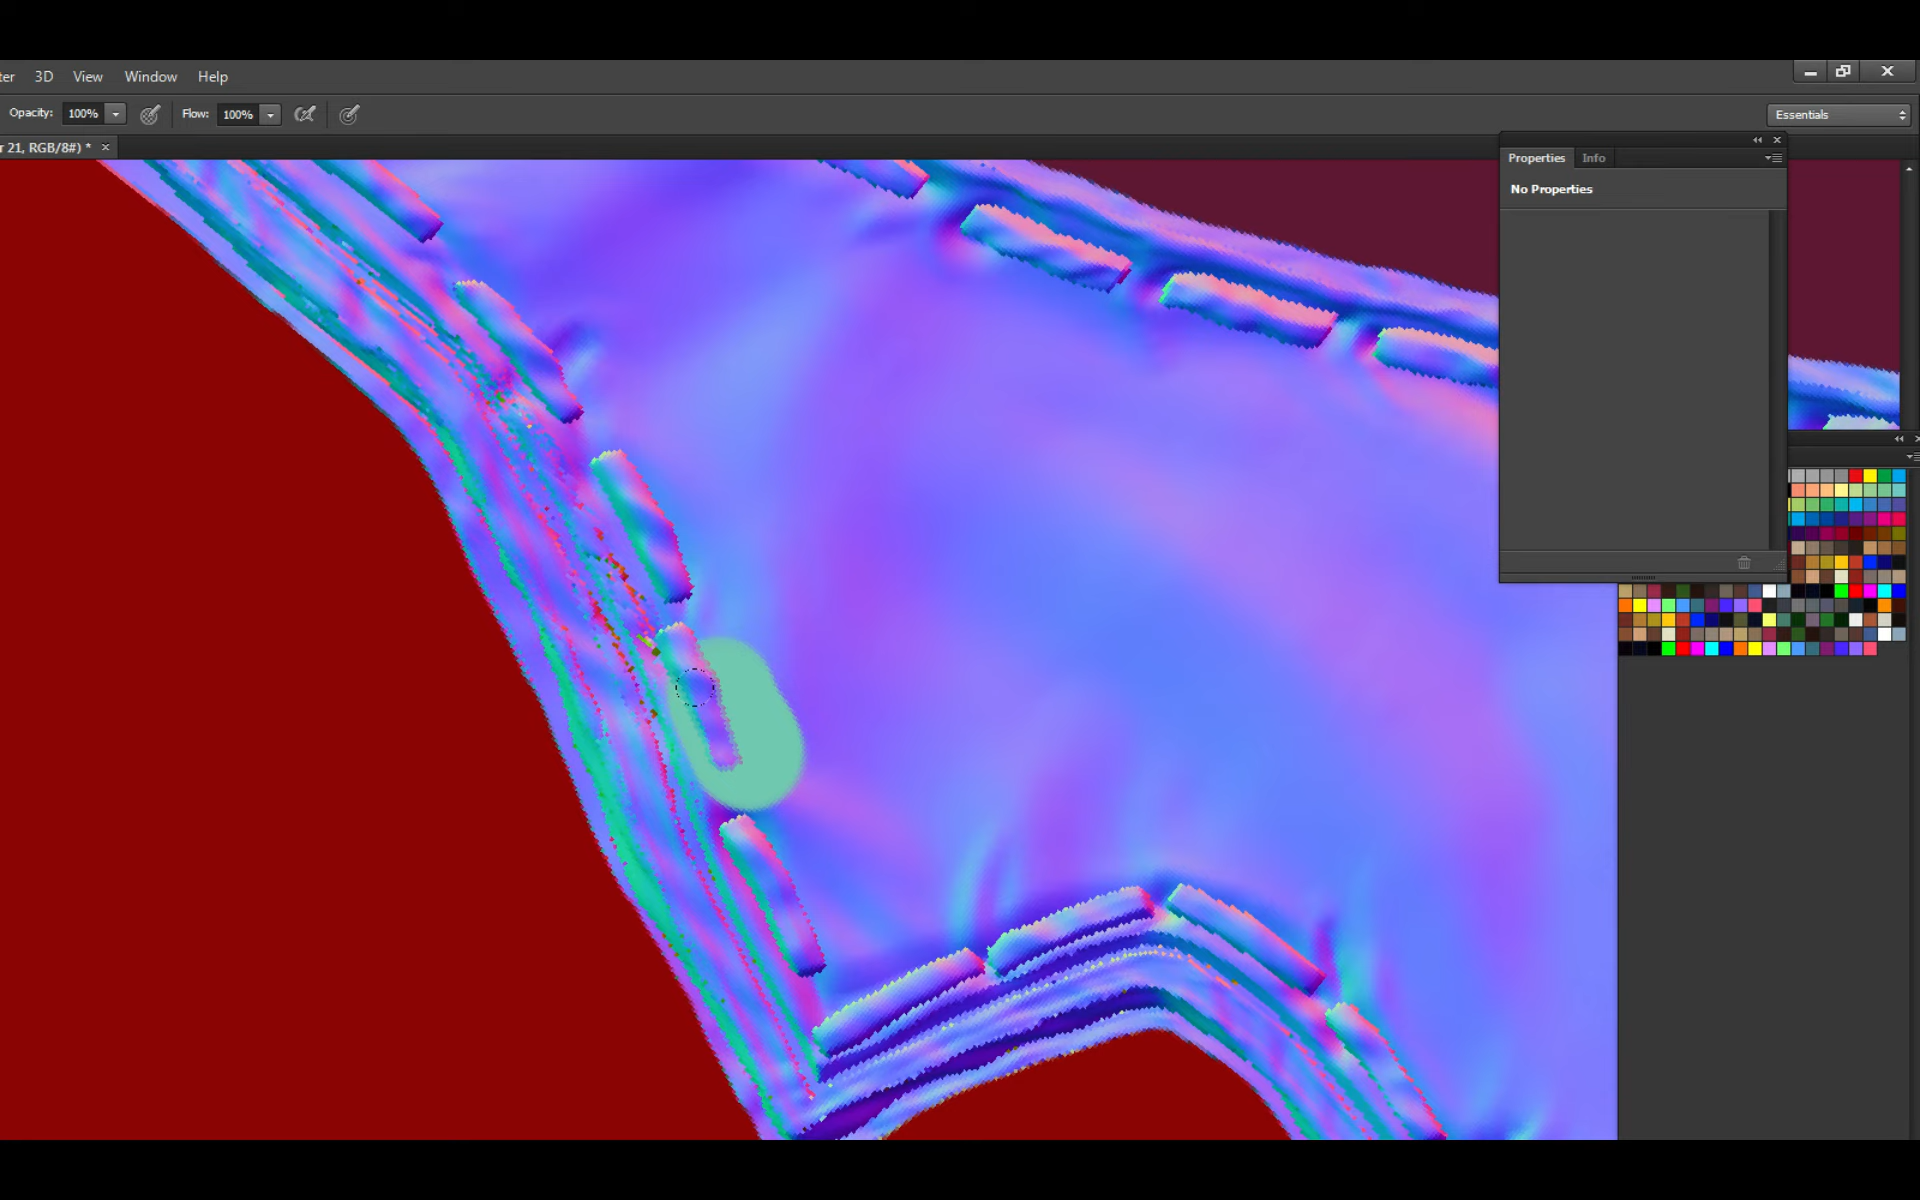 ter 3D View Window Help
Opacity: 100% Flow: 100% Essentials
r 21, RGB/8#) *
Properties Info
No Properties